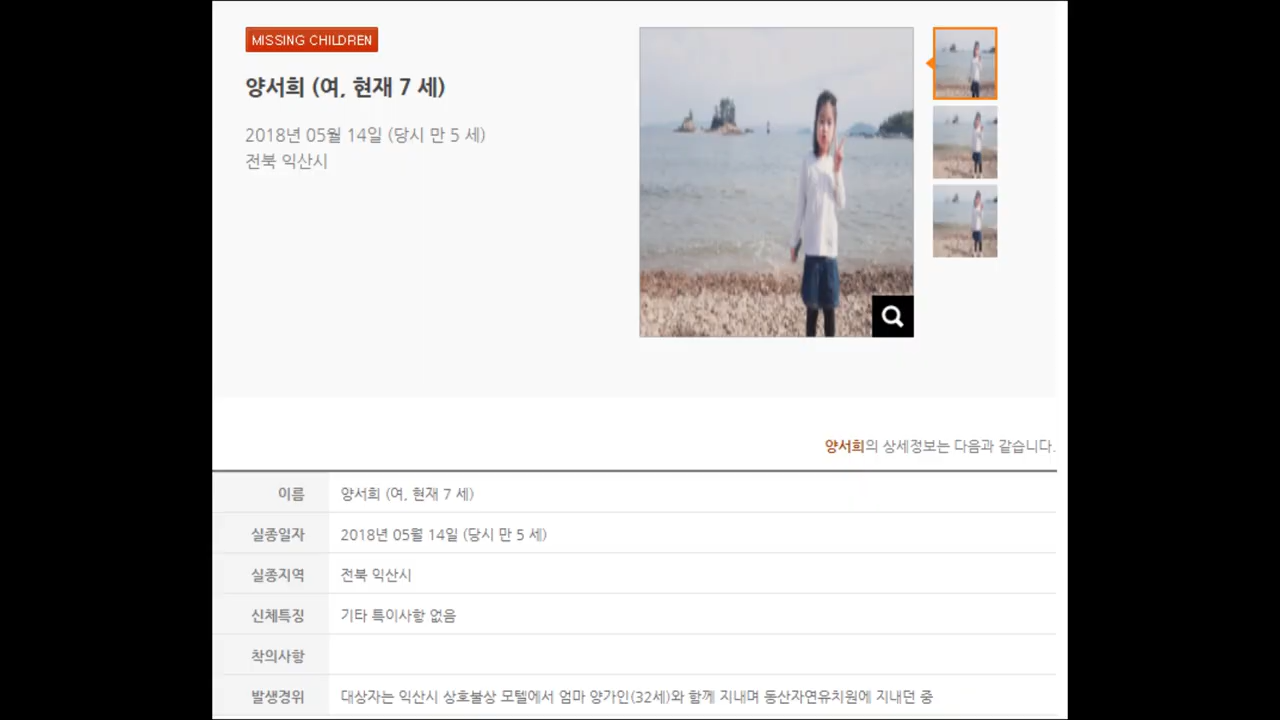 MISSING CHILDREN
양서희 (여, 현재 7 세)
2018년 05월 14일 (당시 만 5 세)
전북 익산시
양서희의 상세정보는 다음과 같습니다.
이름 양서희 (여, 현재 7 세)
실종일자 2018년 05월 14일 (당시 만 5 세)
실종지역 전북 익산시
신체특징 기타 특이사항 없음
착의사항
발생경위 대상자는 익산시 상호불상 모텔에서 엄마 양가인(32세)와 함께 지내며 동산자연유치원에 지내던 중